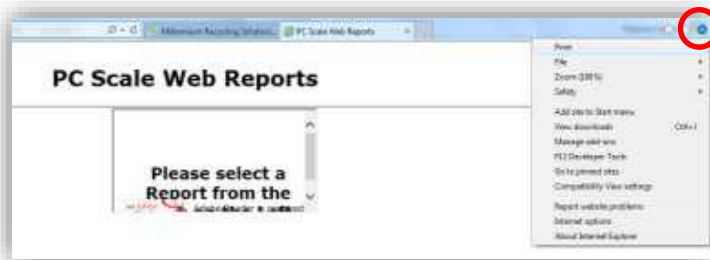 Millennium Recycling Solution... PC Scale Web Reports
PC Scale Web Reports
Please select a
Report from the
Print
File
Zoom (100%)
Safety
Add site to Start menu
View downloads Ctrl+J
Manage add-ons
F12 Developer Tools
Go to pinned sites
Compatibility View settings
Report website problems
Internet options
About Internet Explorer